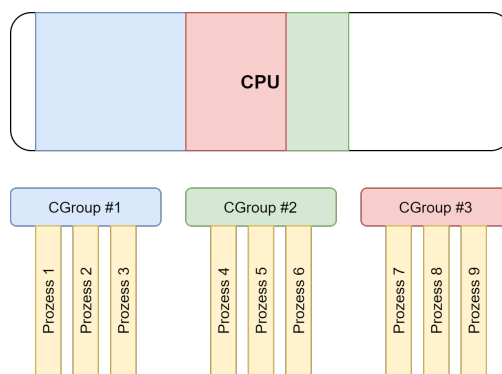 CPU
CGroup #1
CGroup #2
CGroup #3
Prozess 1
Prozess 2
Prozess 3
Prozess 4
Prozess 5
Prozess 6
Prozess 7
Prozess 8
Prozess 9